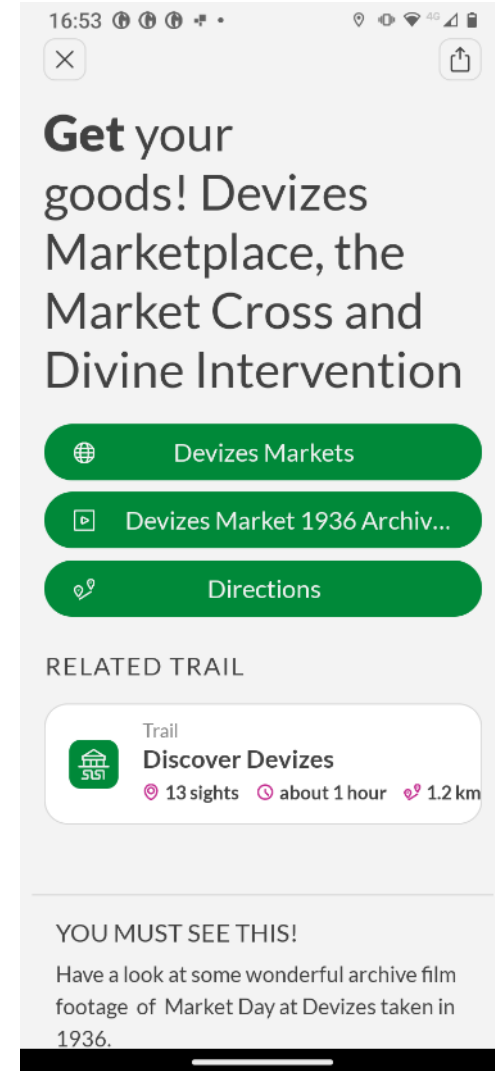 16:53
4G
Get your
goods! Devizes
Marketplace, the
Market Cross and
Divine Intervention
Devizes Markets
Devizes Market 1936 Archiv...
Directions
RELATED TRAIL
Trail
Discover Devizes
13 sights about 1 hour 1.2 km
YOU MUST SEE THIS!
Have a look at some wonderful archive film
footage of Market Day at Devizes taken in
1936.